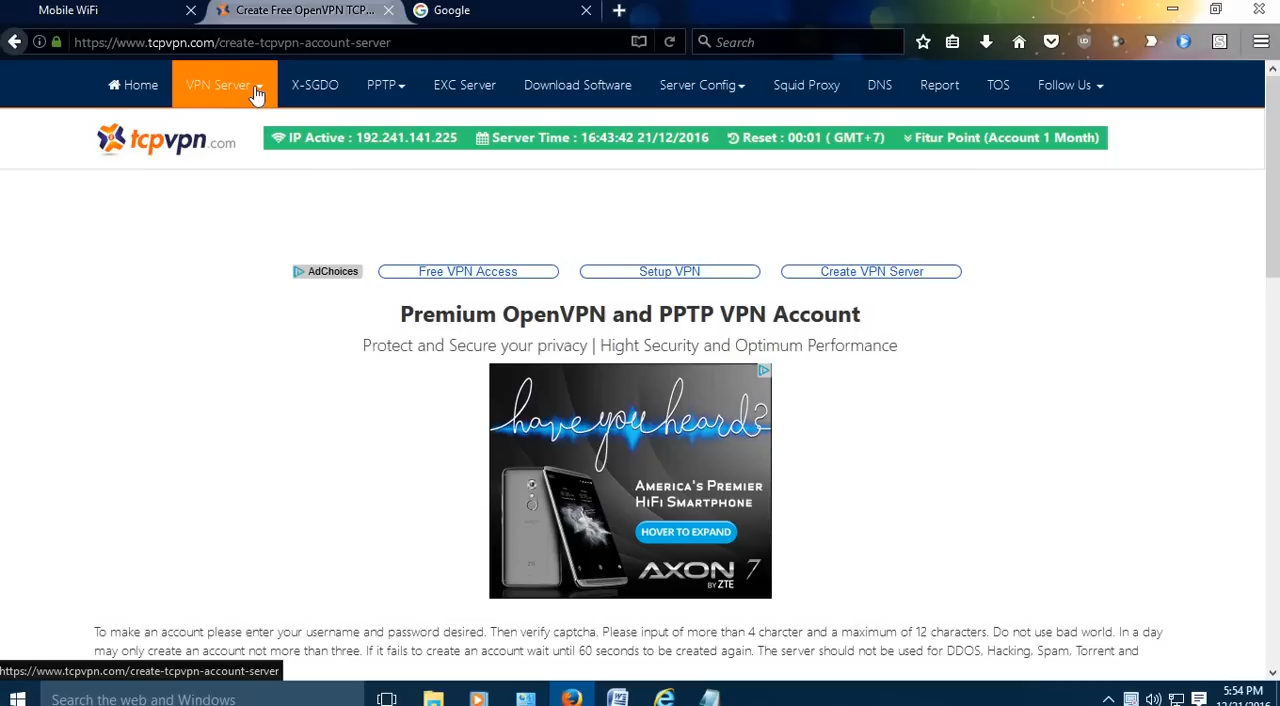 Mobile WiFi
Create Free OpenVPN TCP...
Google
https://www.tcpvpn.com/create-tcpvpn-account-server
Search
Home
VPN Server
X-SGDO
PPTP
EXC Server
Download Software
Server Config
Squid Proxy
DNS
Report
TOS
Follow Us
tcpvpn.com
IP Active : 192.241.141.225
Server Time : 16:43:42 21/12/2016
Reset : 00:01 ( GMT+7)
Fitur Point (Account 1 Month)
AdChoices
Free VPN Access
Setup VPN
Create VPN Server
Premium OpenVPN and PPTP VPN Account
Protect and Secure your privacy | Hight Security and Optimum Performance
have you heard?
AMERICA'S PREMIER
HIFI SMARTPHONE
HOVER TO EXPAND
AXON 7
BY ZTE
To make an account please enter your username and password desired. Then verify captcha. Please input of more than 4 charcter and a maximum of 12 characters. Do not use bad world. In a day
may only create an account not more than three. If it fails to create an account wait until 60 seconds to be created again. The server should not be used for DDOS, Hacking, Spam, Torrent and
https://www.tcpvpn.com/create-tcpvpn-account-server
Search the web and Windows
5:54 PM
12/21/2016